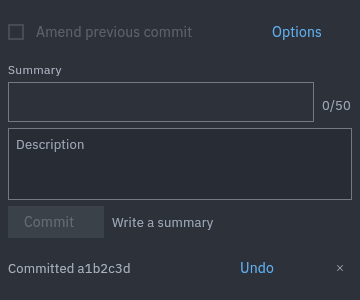 Amend previous commit Options
Summary
0/50
Description
Commit Write a summary
Committed a1b2c3d Undo ×